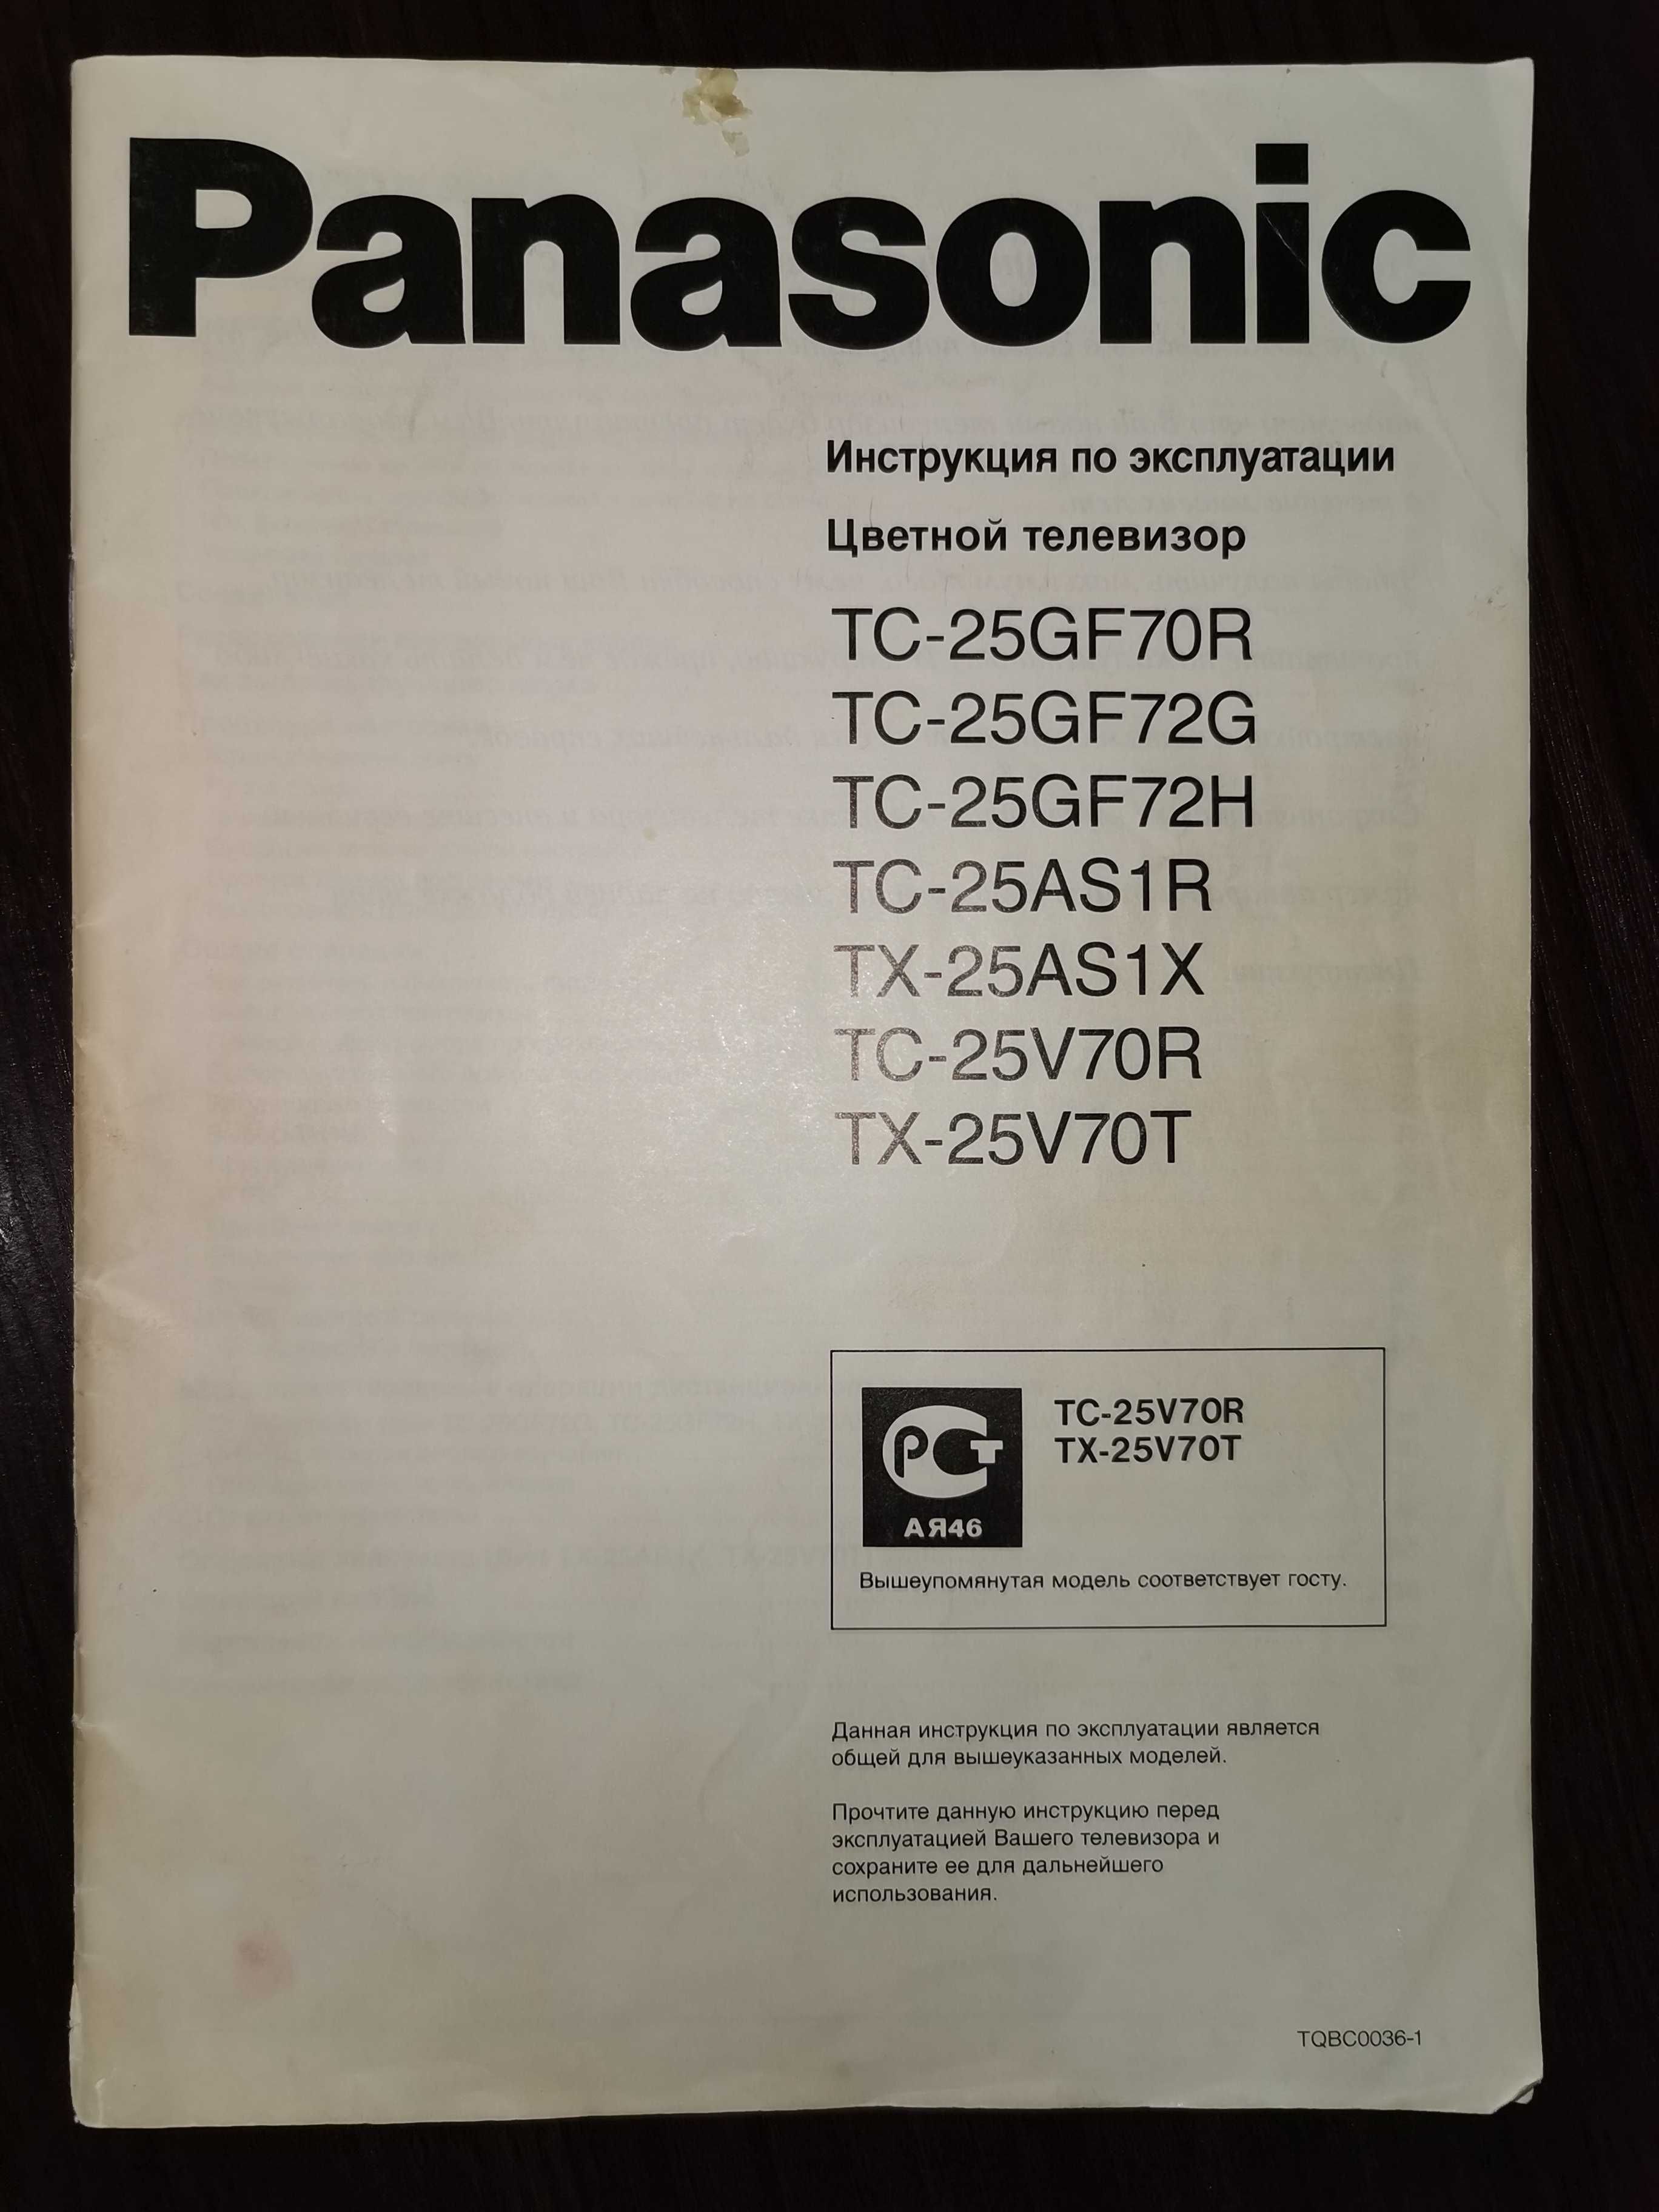 Panasonic
Инструкция по эксплуатации
Цветной телевизор
TC-25GF70R
TC-25GF72G
TC-25GF72H
TC-25AS1R
TX-25AS1X
TC-25V70R
TX-25V70T
РСТ
АЯ46
TC-25V70R
TX-25V70T
Вышеупомянутая модель соответствует госту.
Данная инструкция по эксплуатации является
общей для вышеуказанных моделей.
Прочтите данную инструкцию перед
эксплуатацией Вашего телевизора и
сохраните ее для дальнейшего
использования.
TQBC0036-1